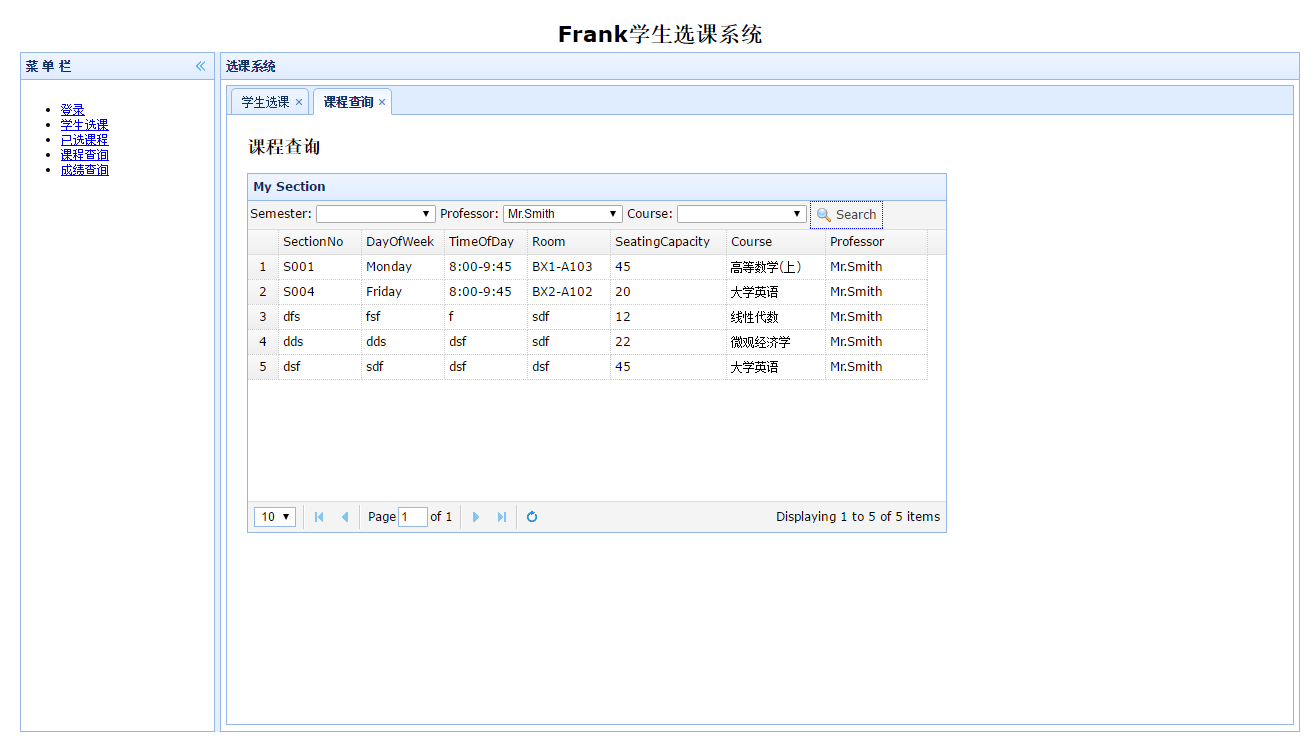 Frank学生选课系统
菜单栏
登录
学生选课
已选课程
课程查询
成绩查询
选课系统
学生选课 × 课程查询 ×
课程查询
My Section
Semester: Professor: Mr.Smith Course: Search
SectionNo DayOfWeek TimeOfDay Room SeatingCapacity Course Professor
1 S001 Monday 8:00-9:45 BX1-A103 45 高等数学(上) Mr.Smith
2 S004 Friday 8:00-9:45 BX2-A102 20 大学英语 Mr.Smith
3 dfs fsf f sdf 12 线性代数 Mr.Smith
4 dds dds dsf sdf 22 微观经济学 Mr.Smith
5 dsf sdf dsf dsf 45 大学英语 Mr.Smith
10 Page 1 of 1 Displaying 1 to 5 of 5 items